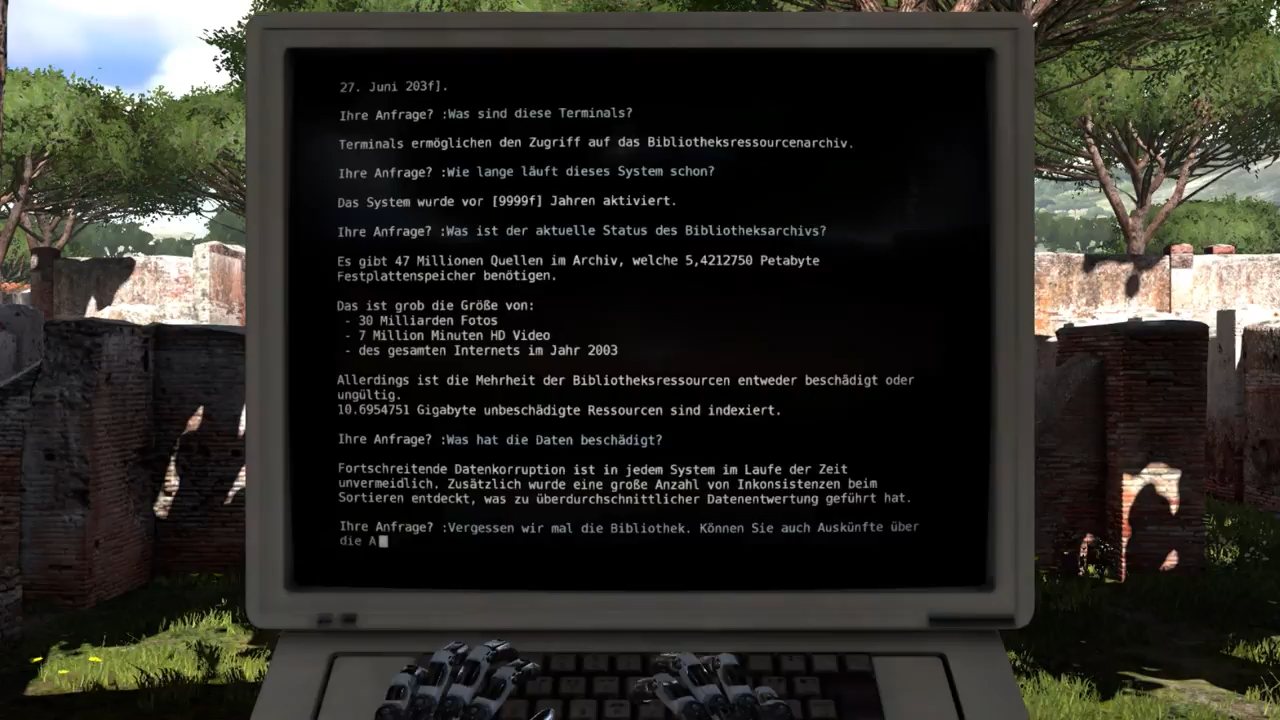 27. Juni 203f].
Ihre Anfrage? :Was sind diese Terminals?
Terminals ermöglichen den Zugriff auf das Bibliotheksressourcenarchiv.
Ihre Anfrage? :Wie lange läuft dieses System schon?
Das System wurde vor [9999f] Jahren aktiviert.
Ihre Anfrage? :Was ist der aktuelle Status des Bibliotheksarchivs?
Es gibt 47 Millionen Quellen im Archiv, welche 5,4212750 Petabyte
Festplattenspeicher benötigen.
Das ist grob die Größe von:
- 30 Milliarden Fotos
- 7 Million Minuten HD Video
- des gesamten Internets im Jahr 2003
Allerdings ist die Mehrheit der Bibliotheksressourcen entweder beschädigt oder
ungültig.
10.6954751 Gigabyte unbeschädigte Ressourcen sind indexiert.
Ihre Anfrage? :Was hat die Daten beschädigt?
Fortschreitende Datenkorruption ist in jedem System im Laufe der Zeit
unvermeidlich. Zusätzlich wurde eine große Anzahl von Inkonsistenzen beim
Sortieren entdeckt, was zu überdurchschnittlicher Datenentwertung geführt hat.
Ihre Anfrage? :Vergessen wir mal die Bibliothek. Können Sie auch Auskünfte über
die A